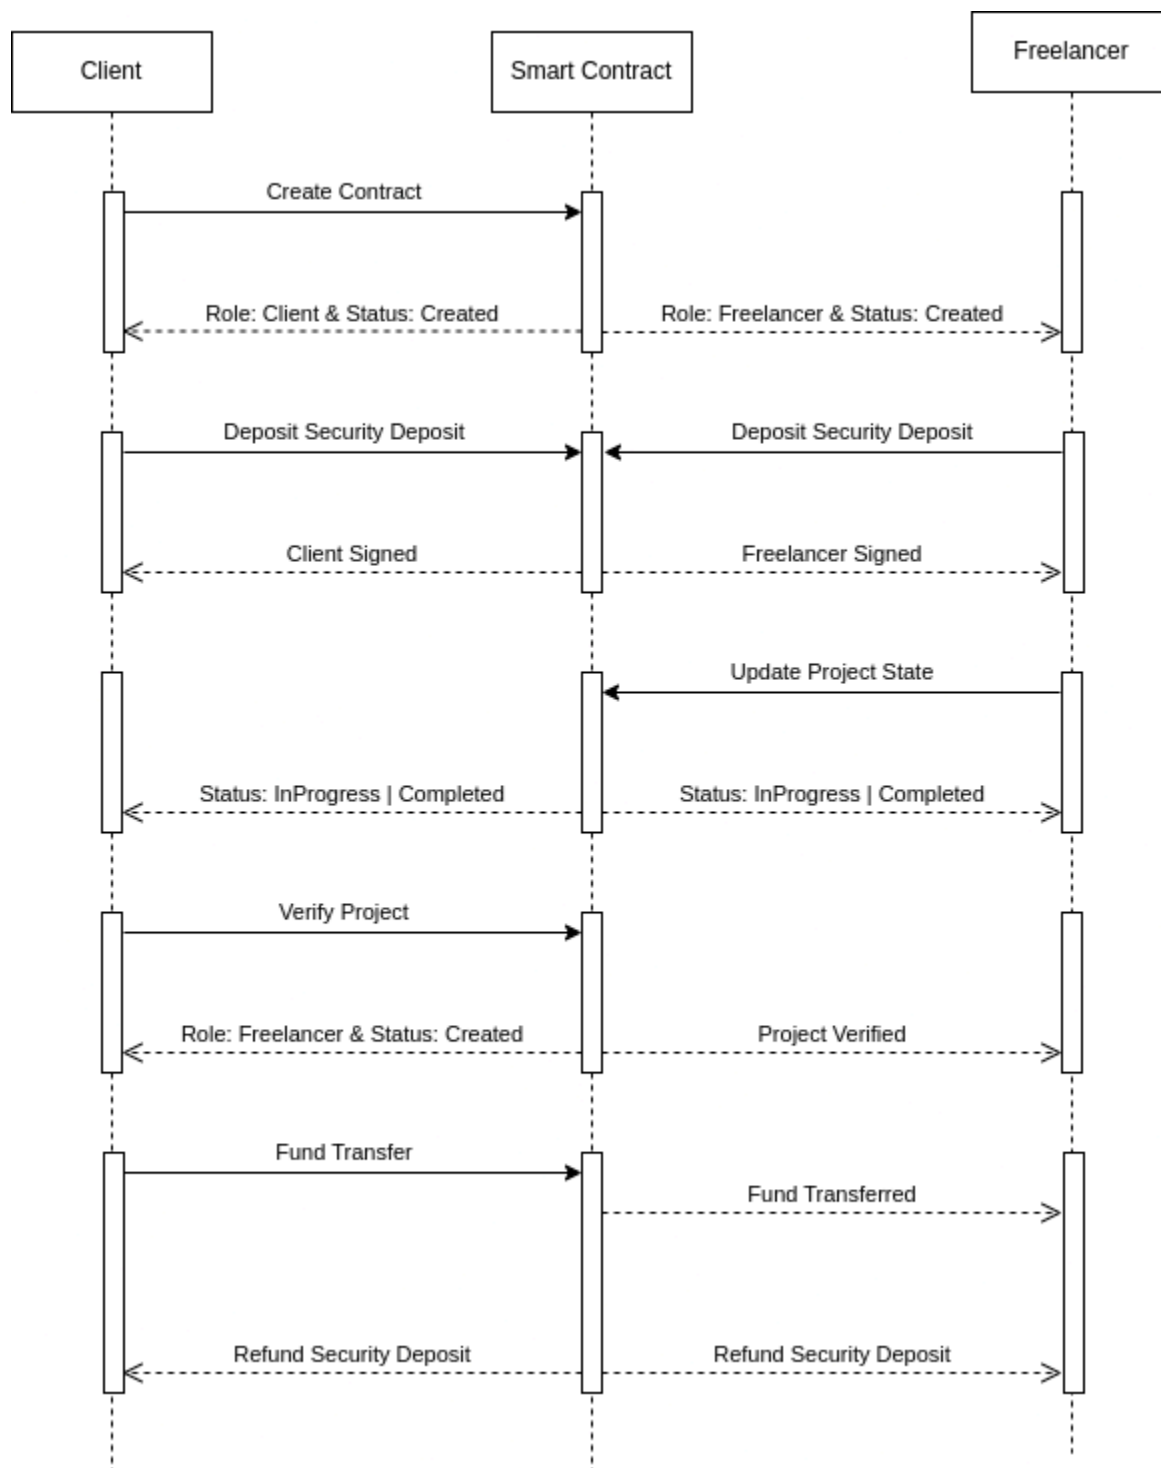 Client
Smart Contract
Freelancer
Create Contract
Role: Client & Status: Created
Role: Freelancer & Status: Created
Deposit Security Deposit
Deposit Security Deposit
Client Signed
Freelancer Signed
Update Project State
Status: InProgress | Completed
Status: InProgress | Completed
Verify Project
Role: Freelancer & Status: Created
Project Verified
Fund Transfer
Fund Transferred
Refund Security Deposit
Refund Security Deposit